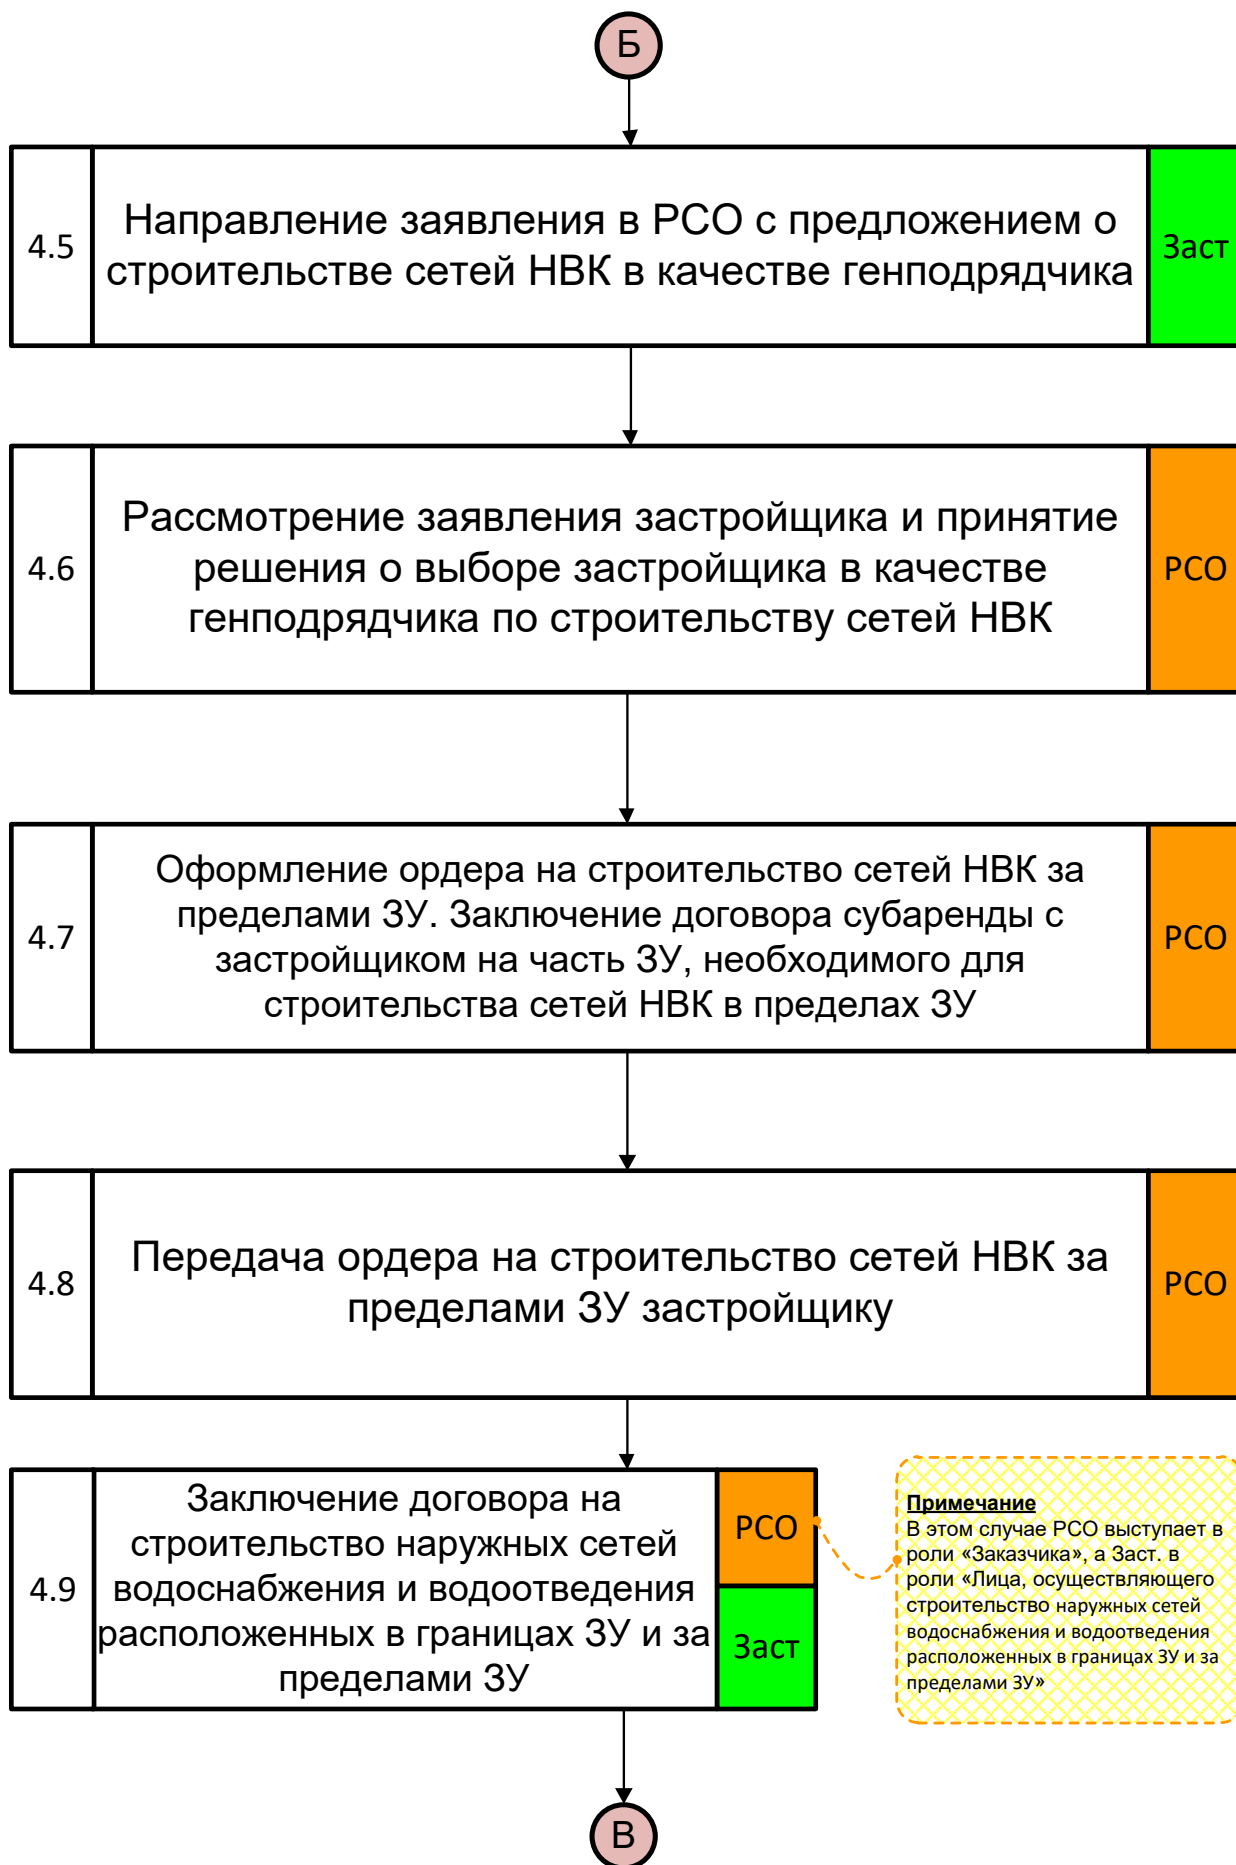 Б
4.5
Направление заявления в РСО с предложением о
строительстве сетей НВК в качестве генподрядчика
Заст
4.6
Рассмотрение заявления застройщика и принятие
решения о выборе застройщика в качестве
генподрядчика по строительству сетей НВК
РСО
4.7
Оформление ордера на строительство сетей НВК за
пределами ЗУ. Заключение договора субаренды с
застройщиком на часть ЗУ, необходимого для
строительства сетей НВК в пределах ЗУ
РСО
4.8
Передача ордера на строительство сетей НВК за
пределами ЗУ застройщику
РСО
4.9
Заключение договора на
строительство наружных сетей
водоснабжения и водоотведения
расположенных в границах ЗУ и за
пределами ЗУ
РСО
Заст
Примечание
В этом случае РСО выступает в
роли «Заказчика», а Заст. в
роли «Лица, осуществляющего
строительство наружных сетей
водоснабжения и водоотведения
расположенных в границах ЗУ и за
пределами ЗУ»
В